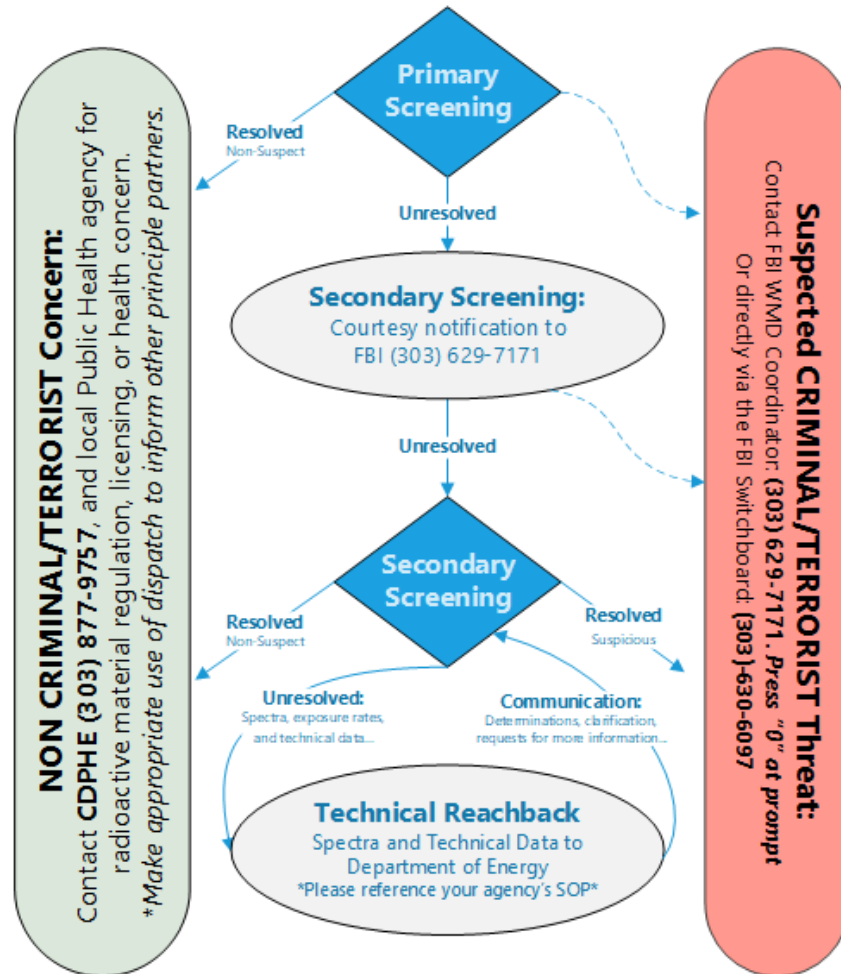 NON CRIMINAL/TERRORIST Concern:
Contact CDPHE (303) 877-9757, and local Public Health agency for
radioactive material regulation, licensing, or health concern.
*Make appropriate use of dispatch to inform other principle partners.
Primary
Screening
Resolved
Non-Suspect
Unresolved
Secondary Screening:
Courtesy notification to
FBI (303) 629-7171
Unresolved
Secondary
Screening
Resolved
Non-Suspect
Resolved
Suspicious
Unresolved:
Spectra, exposure rates,
and technical data...
Communication:
Determinations, clarification,
requests for more information...
Technical Reachback
Spectra and Technical Data to
Department of Energy
*Please reference your agency's SOP*
Suspected CRIMINAL/TERRORIST Threat:
Contact FBI WMD Coordinator: (303) 629-7171. Press "0" at prompt
Or directly via the FBI Switchboard: (303)-630-6097